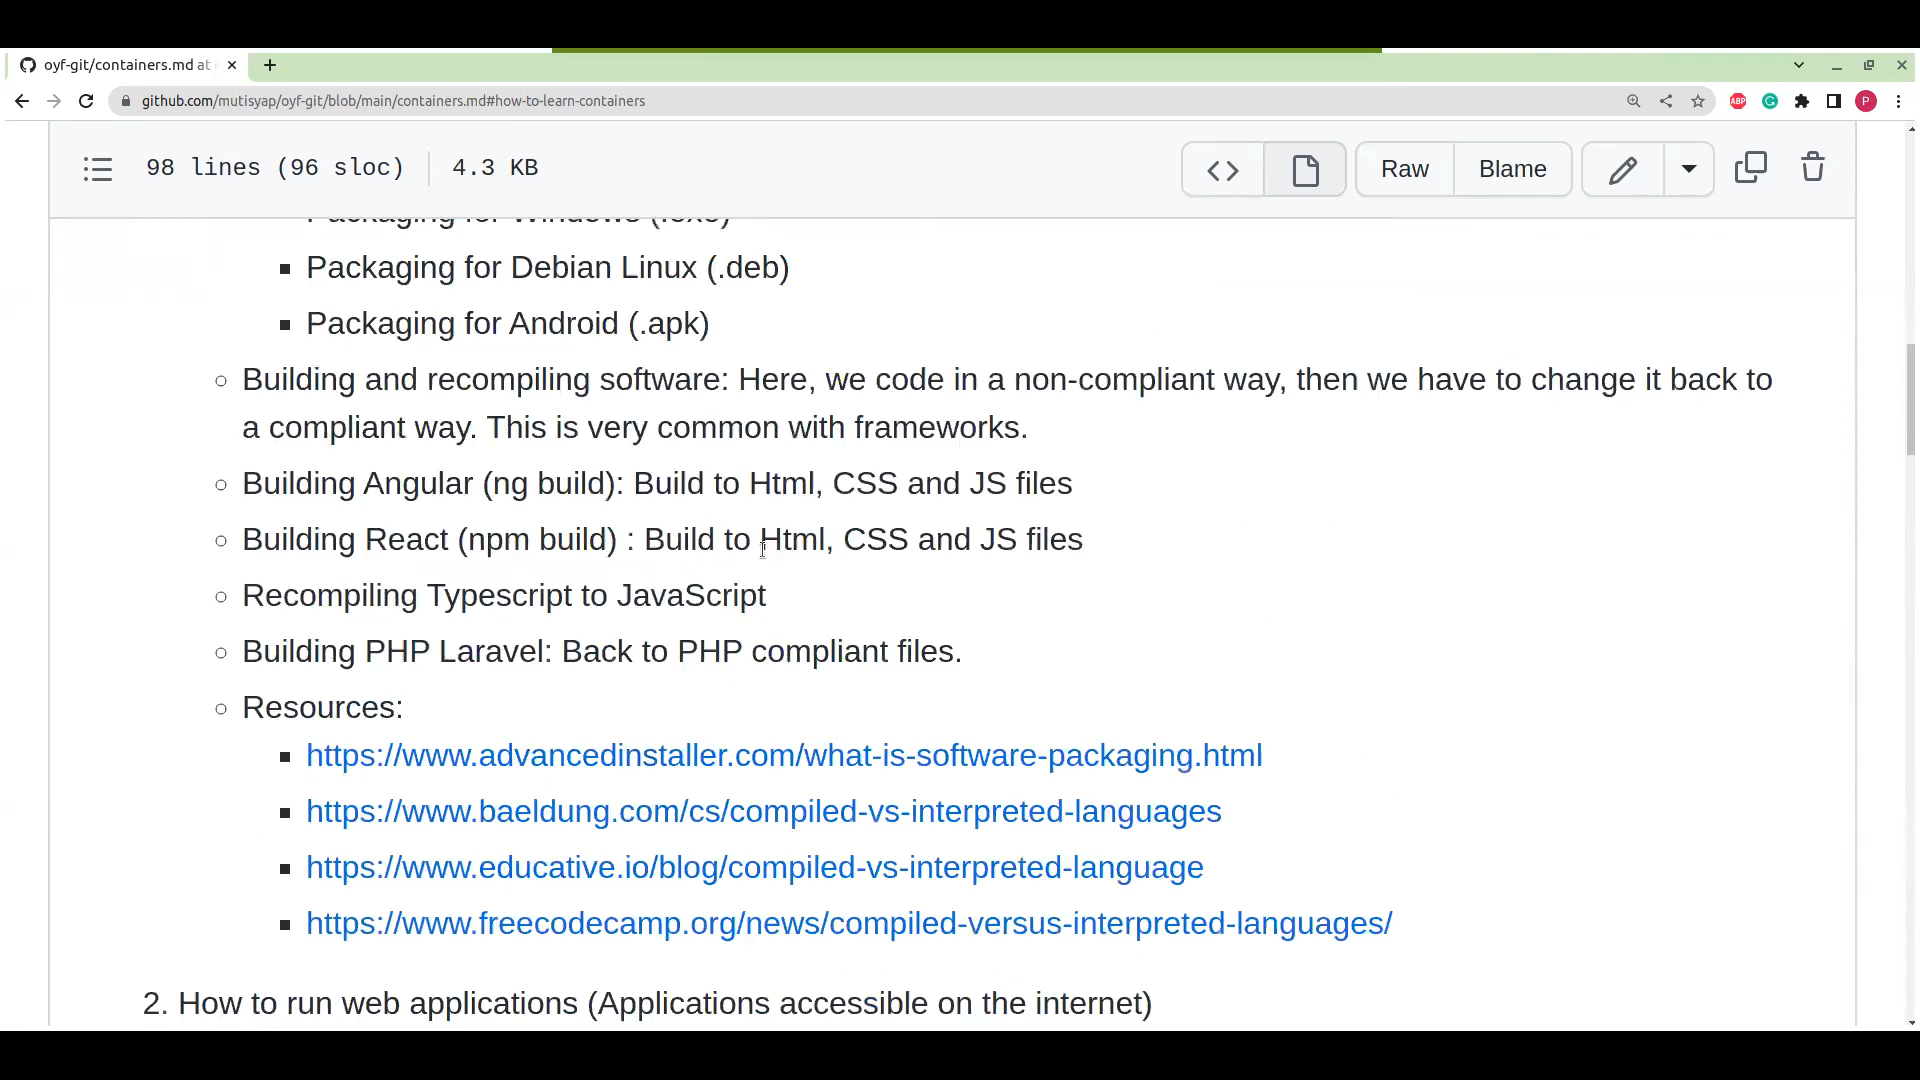 oyf-git/containers.md at
github.com/mutisyap/oyf-git/blob/main/containers.md#how-to-learn-containers
ABP
P
98 lines (96 sloc) 4.3 KB
Raw Blame
Packaging for Windows (.exe)
Packaging for Debian Linux (.deb)
Packaging for Android (.apk)
Building and recompiling software: Here, we code in a non-compliant way, then we have to change it back to
a compliant way. This is very common with frameworks.
Building Angular (ng build): Build to Html, CSS and JS files
Building React (npm build) : Build to Html, CSS and JS files
Recompiling Typescript to JavaScript
Building PHP Laravel: Back to PHP compliant files.
Resources:
https://www.advancedinstaller.com/what-is-software-packaging.html
https://www.baeldung.com/cs/compiled-vs-interpreted-languages
https://www.educative.io/blog/compiled-vs-interpreted-language
https://www.freecodecamp.org/news/compiled-versus-interpreted-languages/
2. How to run web applications (Applications accessible on the internet)